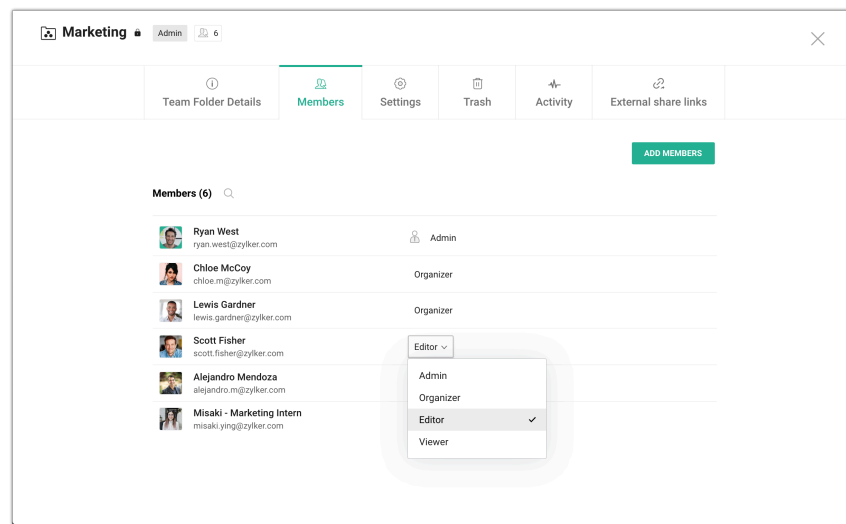 Marketing Admin 6
Team Folder Details Members Settings Trash Activity External share links
ADD MEMBERS
Members (6)
Ryan West
ryan.west@zylker.com
Admin
Chloe McCoy
chloe.m@zylker.com
Organizer
Lewis Gardner
lewis.gardner@zylker.com
Organizer
Scott Fisher
scott.fisher@zylker.com
Editor
Alejandro Mendoza
alejandro.m@zylker.com
Misaki - Marketing Intern
misaki.ying@zylker.com
Admin
Organizer
Editor
Viewer